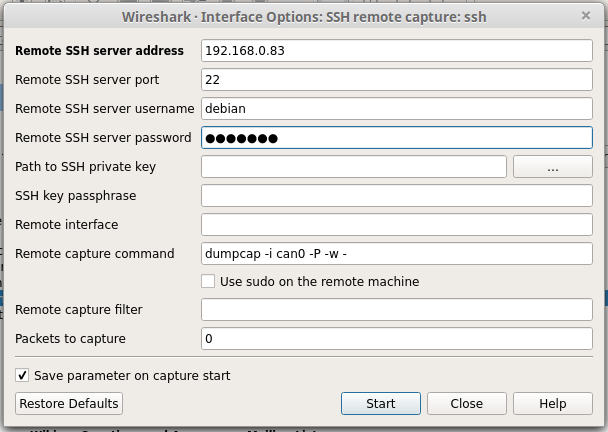 Wireshark · Interface Options: SSH remote capture: ssh
Remote SSH server address 192.168.0.83
Remote SSH server port 22
Remote SSH server username debian
Remote SSH server password ●●●●●●●
Path to SSH private key ...
SSH key passphrase
Remote interface
Remote capture command dumpcap -i can0 -P -w -
Use sudo on the remote machine
Remote capture filter
Packets to capture 0
Save parameter on capture start
Restore Defaults Start Close Help